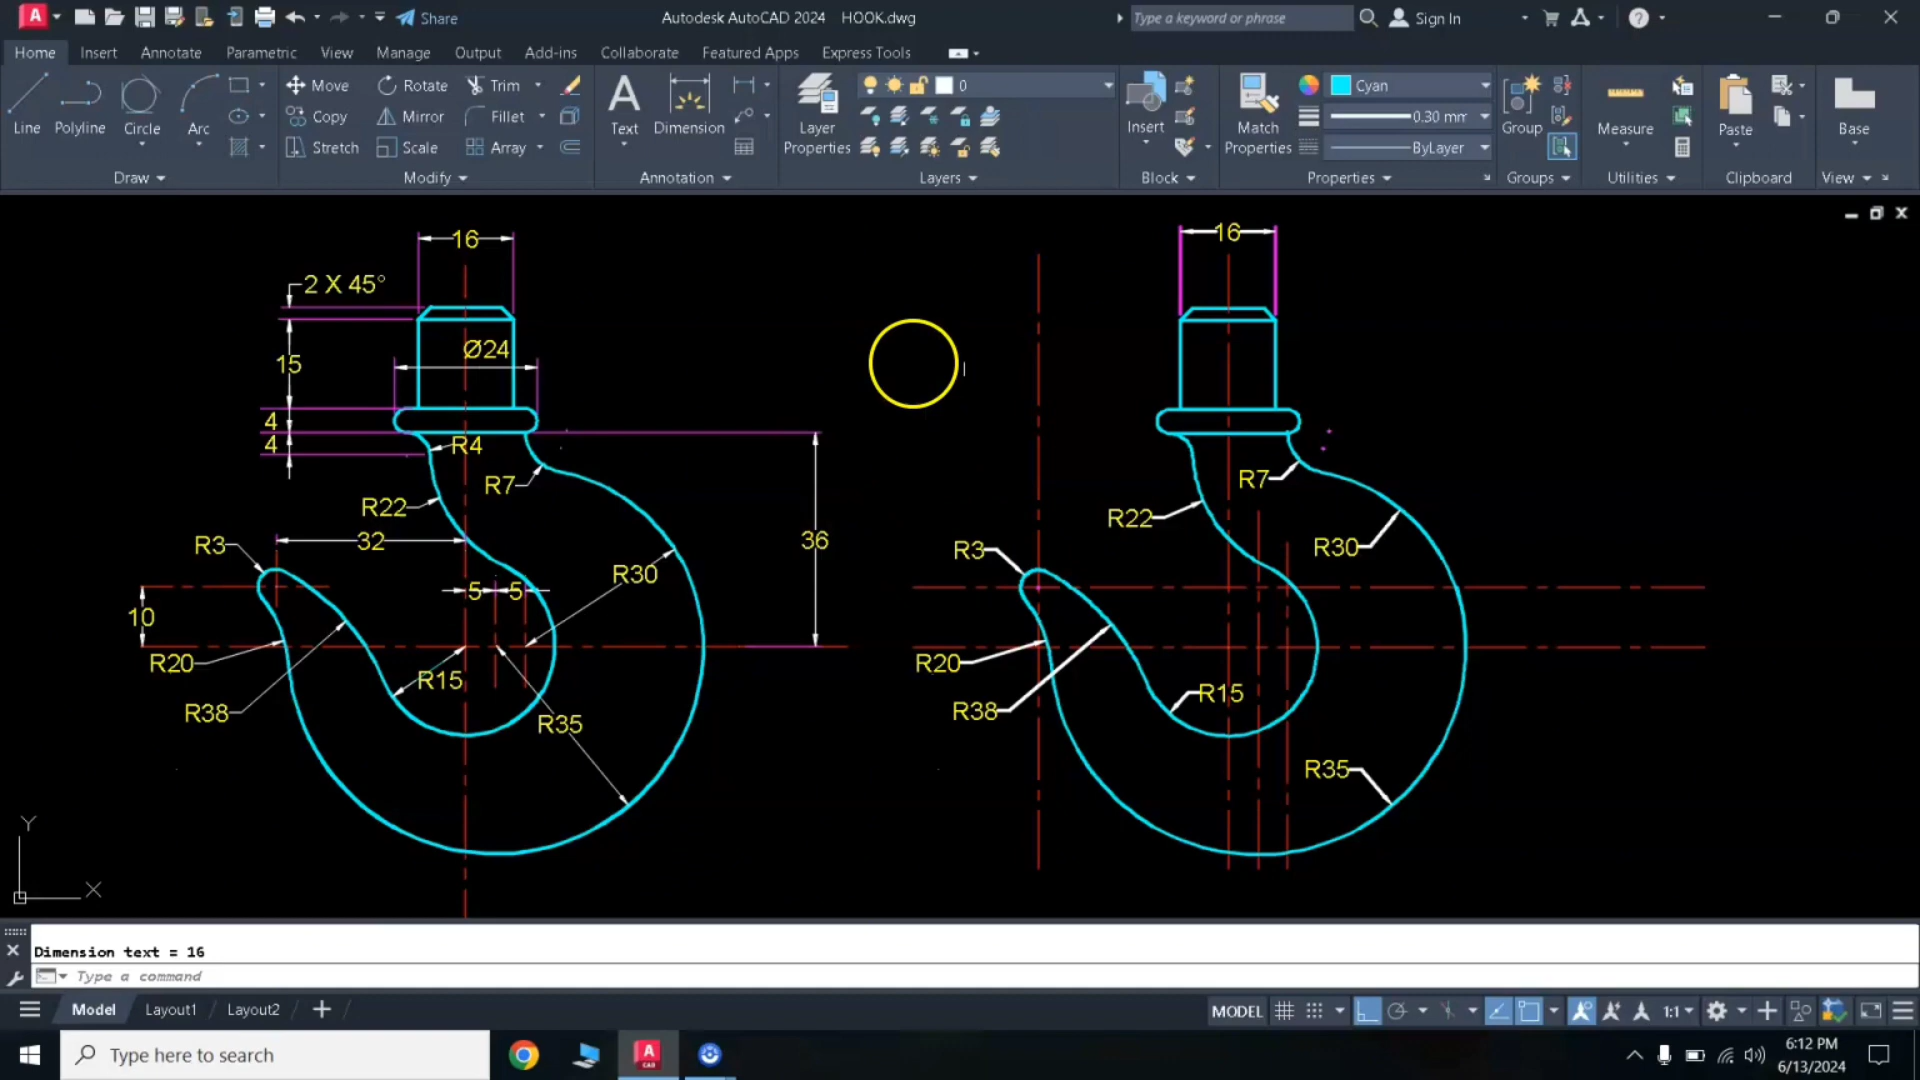 Share
Autodesk AutoCAD 2024 HOOK.dwg
Type a keyword or phrase
Sign In
Home Insert Annotate Parametric View Manage Output Add-ins Collaborate Featured Apps Express Tools
Line Polyline Circle Arc
Move Rotate Trim
Copy Mirror Fillet
Stretch Scale Array
Text Dimension
Layer Properties
0
Insert
Match Properties
Cyan
0.30 mm
ByLayer
Group
Measure
Paste
Base
Draw Modify Annotation Layers Block Properties Groups Utilities Clipboard View
16
2 X 45°
Ø24
15
4
4
R4
R7
R22
R3
32
36
5 5
R30
10
R20
R15
R38
R35
16
R7
R22
R30
R3
R20
R15
R38
R35
Y
X
Dimension text = 16
Type a command
Model Layout1 Layout2
MODEL
1:1
Type here to search
A
CAD
6:12 PM
6/13/2024